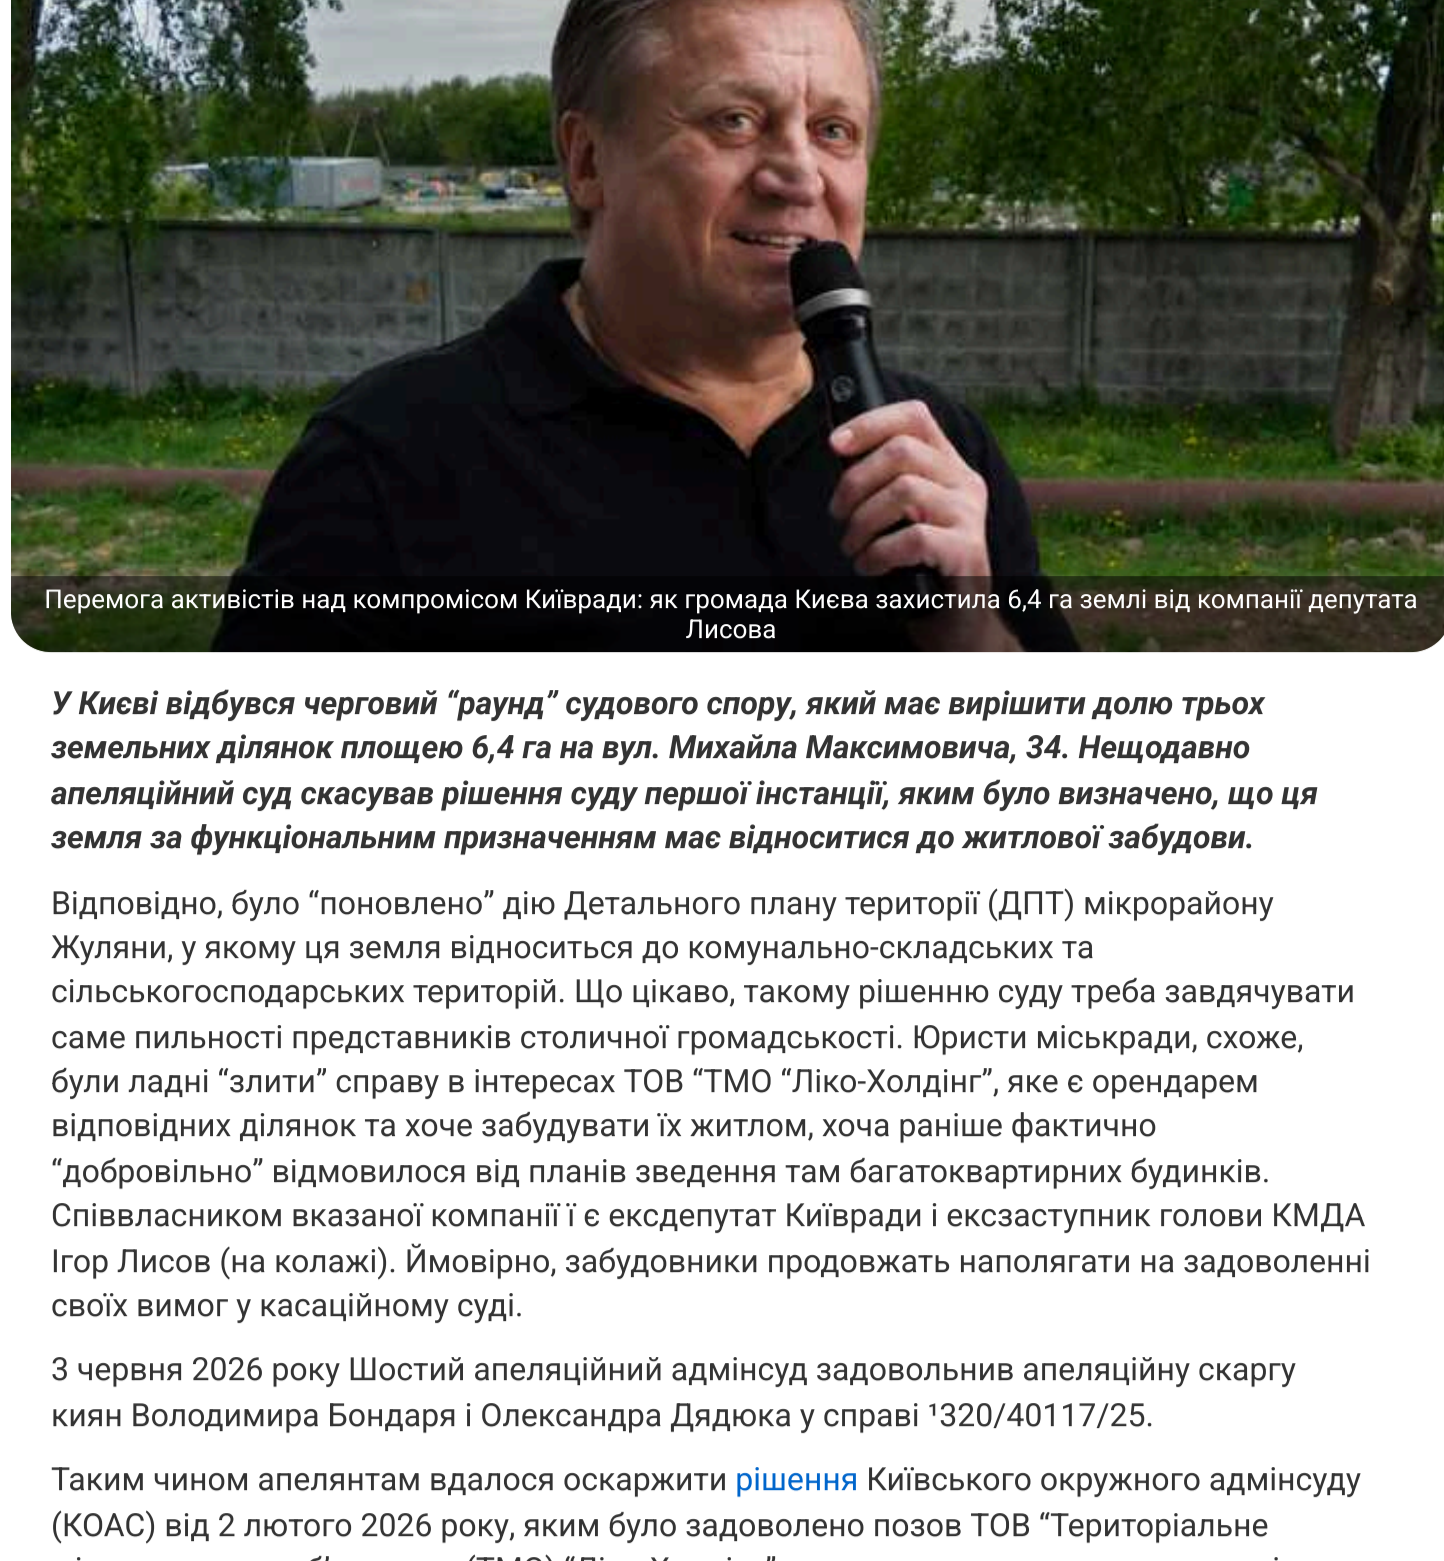 Перемога активістів над компромісом Київради: як громада Києва захистила 6,4 га землі від компанії депутата
Лисова
У Києві відбувся черговий “раунд” судового спору, який має вирішити долю трьох
земельних ділянок площею 6,4 га на вул. Михайла Максимовича, 34. Нещодавно
апеляційний суд скасував рішення суду першої інстанції, яким було визначено, що ця
земля за функціональним призначенням має відноситися до житлової забудови.
Відповідно, було “поновлено” дію Детального плану території (ДПТ) мікрорайону
Жуляни, у якому ця земля відноситься до комунально-складських та
сільськогосподарських територій. Що цікаво, такому рішенню суду треба завдячувати
саме пильності представників столичної громадськості. Юристи міськради, схоже,
були ладні “злити” справу в інтересах ТОВ “ТМО “Ліко-Холдінг”, яке є орендарем
відповідних ділянок та хоче забудувати їх житлом, хоча раніше фактично
“добровільно” відмовилося від планів зведення там багатоквартирних будинків.
Співвласником вказаної компанії ї є ексдепутат Київради і ексзаступник голови КМДА
Ігор Лисов (на колажі). Ймовірно, забудовники продовжать наполягати на задоволенні
своїх вимог у касаційному суді.
3 червня 2026 року Шостий апеляційний адмінсуд задовольнив апеляційну скаргу
киян Володимира Бондаря і Олександра Дядюка у справі ¹320/40117/25.
Таким чином апелянтам вдалося оскаржити рішення Київського окружного адмінсуду
(КОАС) від 2 лютого 2026 року, яким було задоволено позов ТОВ “Територіальне